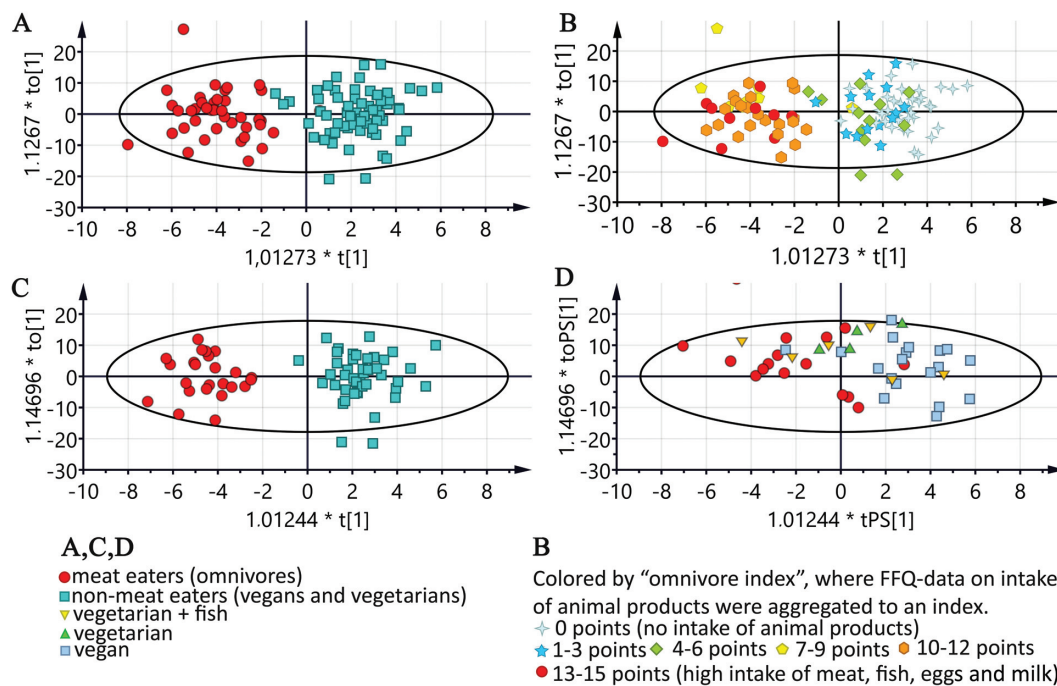 A
20
10
0
-10
-20
-30
1.1267 * to[1]
-10 -8 -6 -4 -2 0 2 4 6 8 10
1,01273 * t[1]
B
20
10
0
-10
-20
-30
1.1267 * to[1]
-10 -8 -6 -4 -2 0 2 4 6 8
1,01273 * t[1]
C
20
10
0
-10
-20
-30
1.14696 * to[1]
-10 -8 -6 -4 -2 0 2 4 6 8
1.01244 * t[1]
D
20
10
0
-10
-20
-30
1.14696 * toPS[1]
-10 -8 -6 -4 -2 0 2 4 6 8
1.01244 * tPS[1]
A,C,D
meat eaters (omnivores)
non-meat eaters (vegans and vegetarians)
vegetarian + fish
vegetarian
vegan
B
Colored by “omnivore index”, where FFQ-data on intake
of animal products were aggregated to an index.
0 points (no intake of animal products)
1-3 points 4-6 points 7-9 points 10-12 points
13-15 points (high intake of meat, fish, eggs and milk)